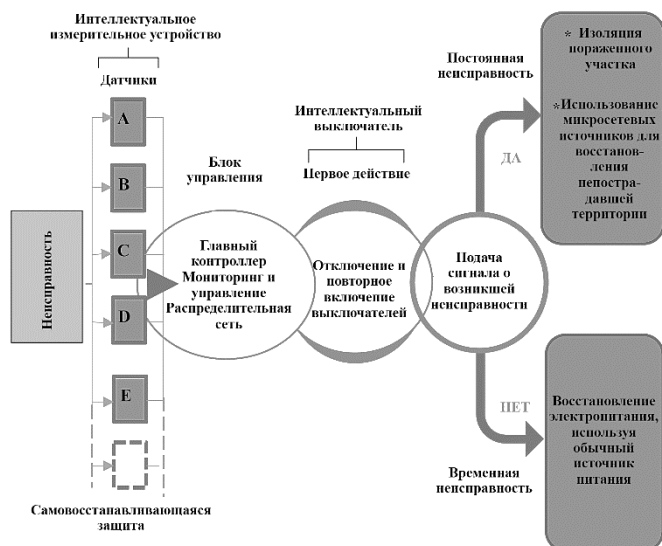 Интеллектуальное
измерительное устройство
Датчики
Неисправность
A
B
C
D
E
Самовосстанавливающаяся
защита
Блок
управления
Главный
контроллер
Мониторинг и
управление
Распределительная
сеть
Интеллектуальный
выключатель
Первое действие
Отключение и
повторное
включение
выключателей
Подача
сигнала о
возникшей
неисправности
Постоянная
неисправность
ДА
* Изоляция
пораженного
участка
*Использование
микросетевых
источников для
восстанов-
ления
непостра-
давшей
территории
ПЕТ
Временная
неисправность
Восстановление
электропитания,
используя
обычный
источник
питания